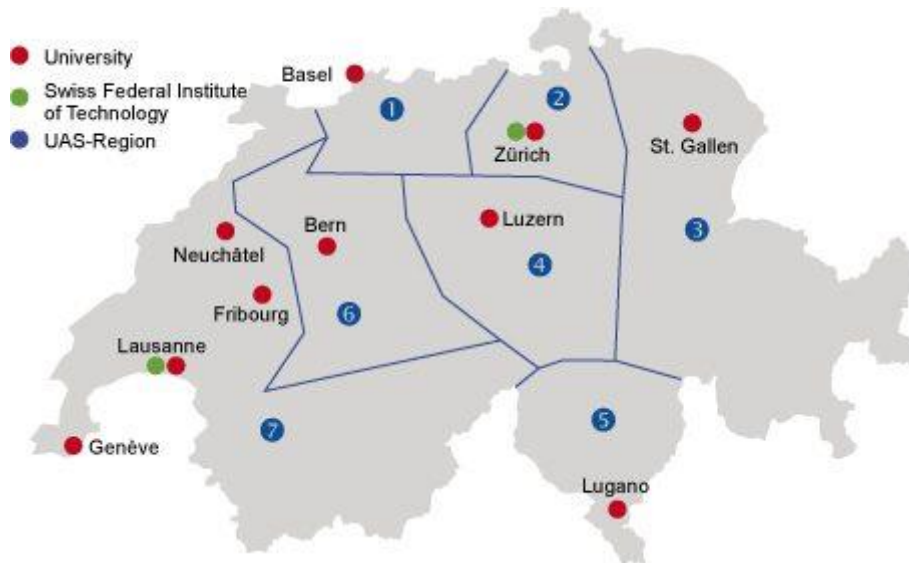 University
Swiss Federal Institute
of Technology
UAS-Region
Basel
1
2
Zürich
St. Gallen
3
Neuchâtel
Bern
Luzern
4
Fribourg
6
Lausanne
7
5
Genève
Lugano